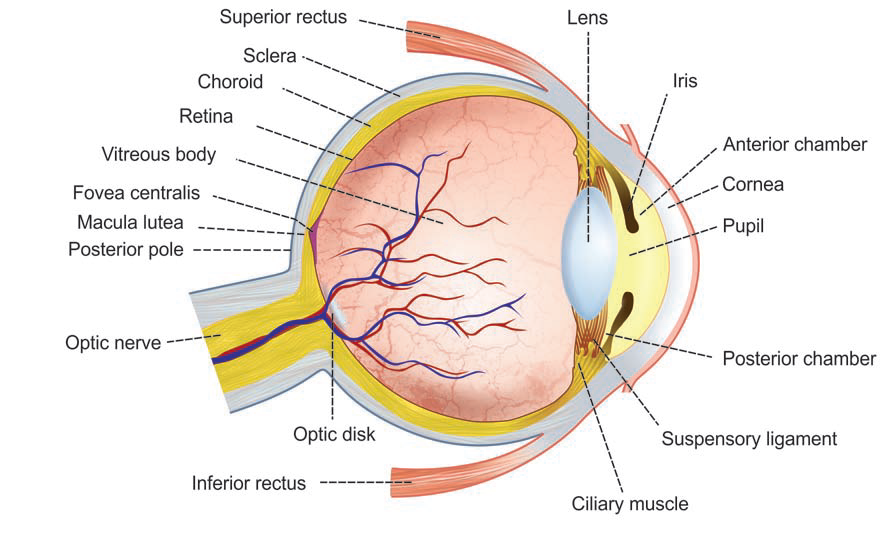 Superior rectus
Lens
Sclera
Choroid
Iris
Retina
Anterior chamber
Vitreous body
Cornea
Fovea centralis
Macula lutea
Pupil
Posterior pole
Optic nerve
Posterior chamber
Optic disk
Suspensory ligament
Inferior rectus
Ciliary muscle